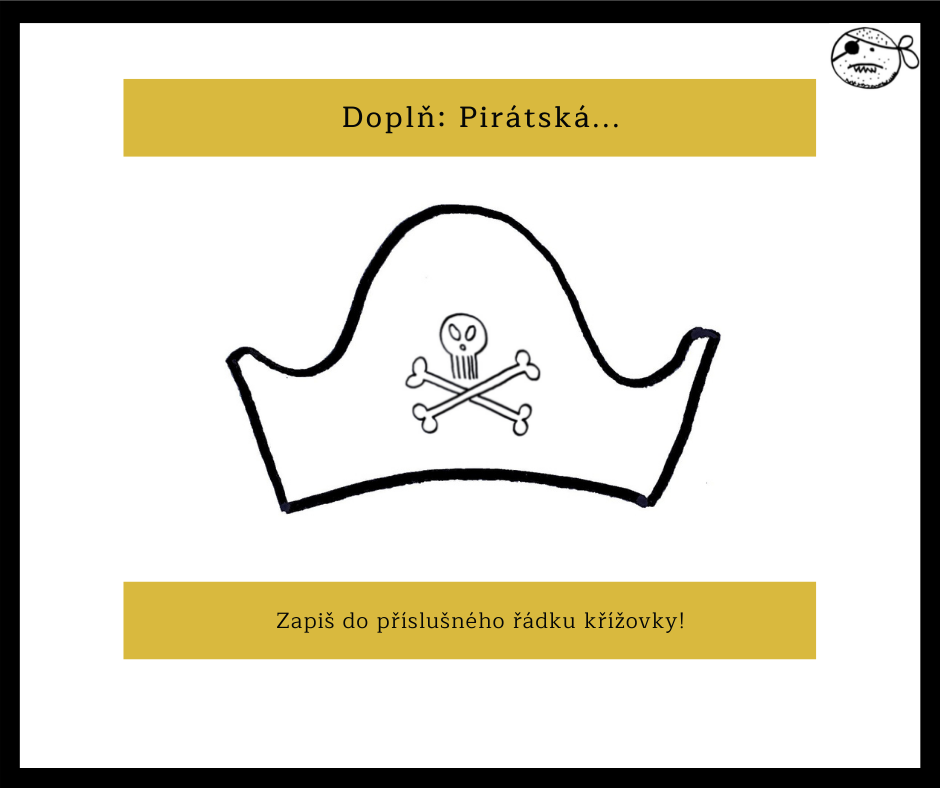 Doplň: Pirátská...
Zapiš do příslušného řádku křížovky!